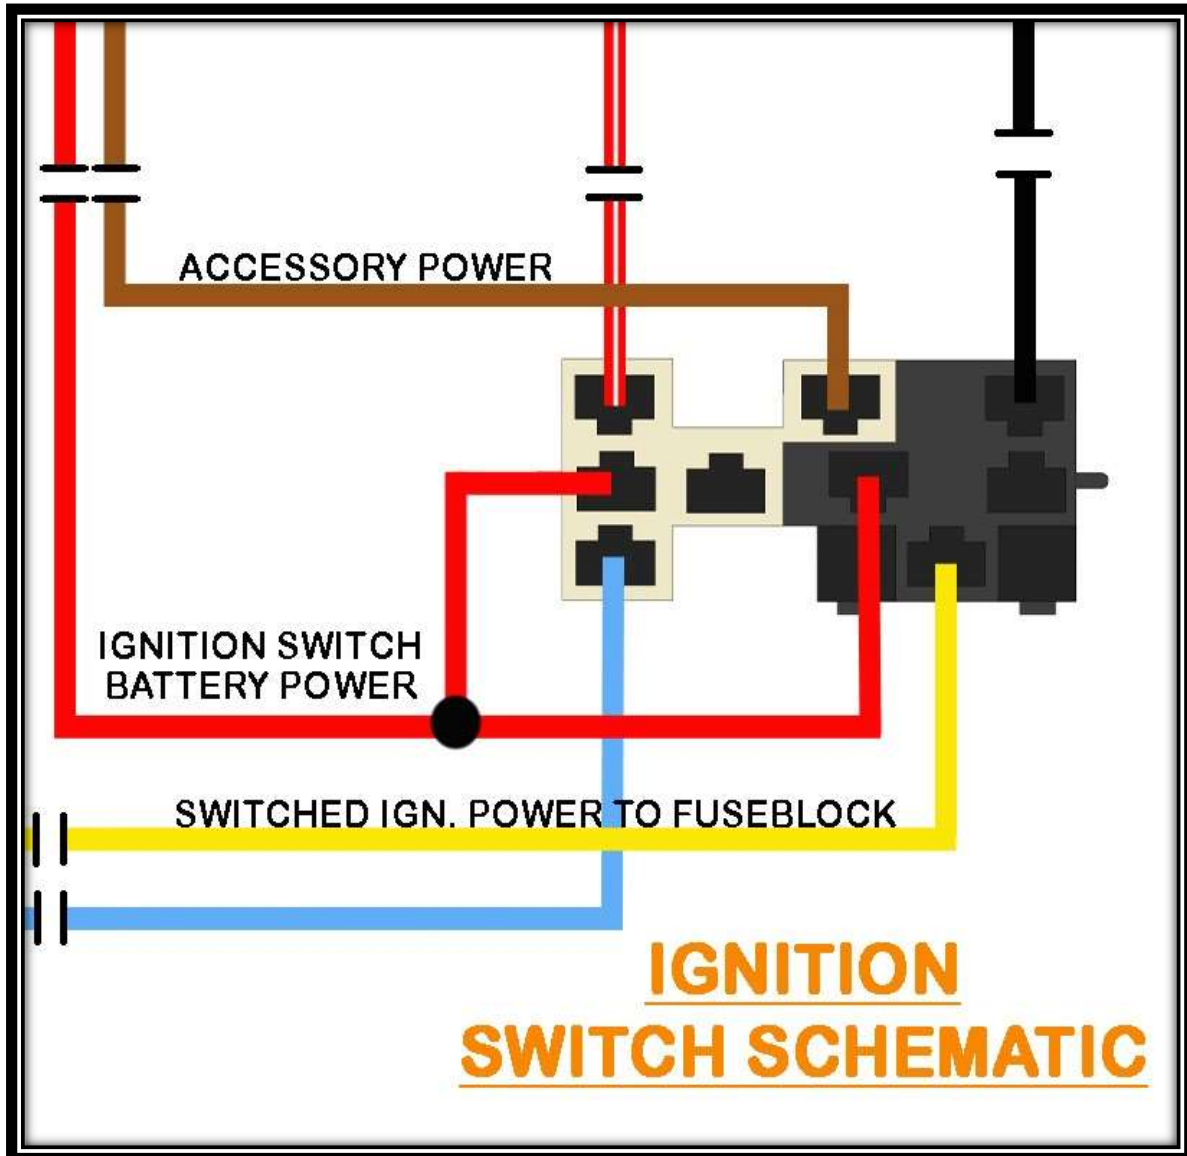 ACCESSORY POWER
IGNITION SWITCH
BATTERY POWER
SWITCHED IGN. POWER TO FUSEBLOCK
IGNITION
SWITCH SCHEMATIC